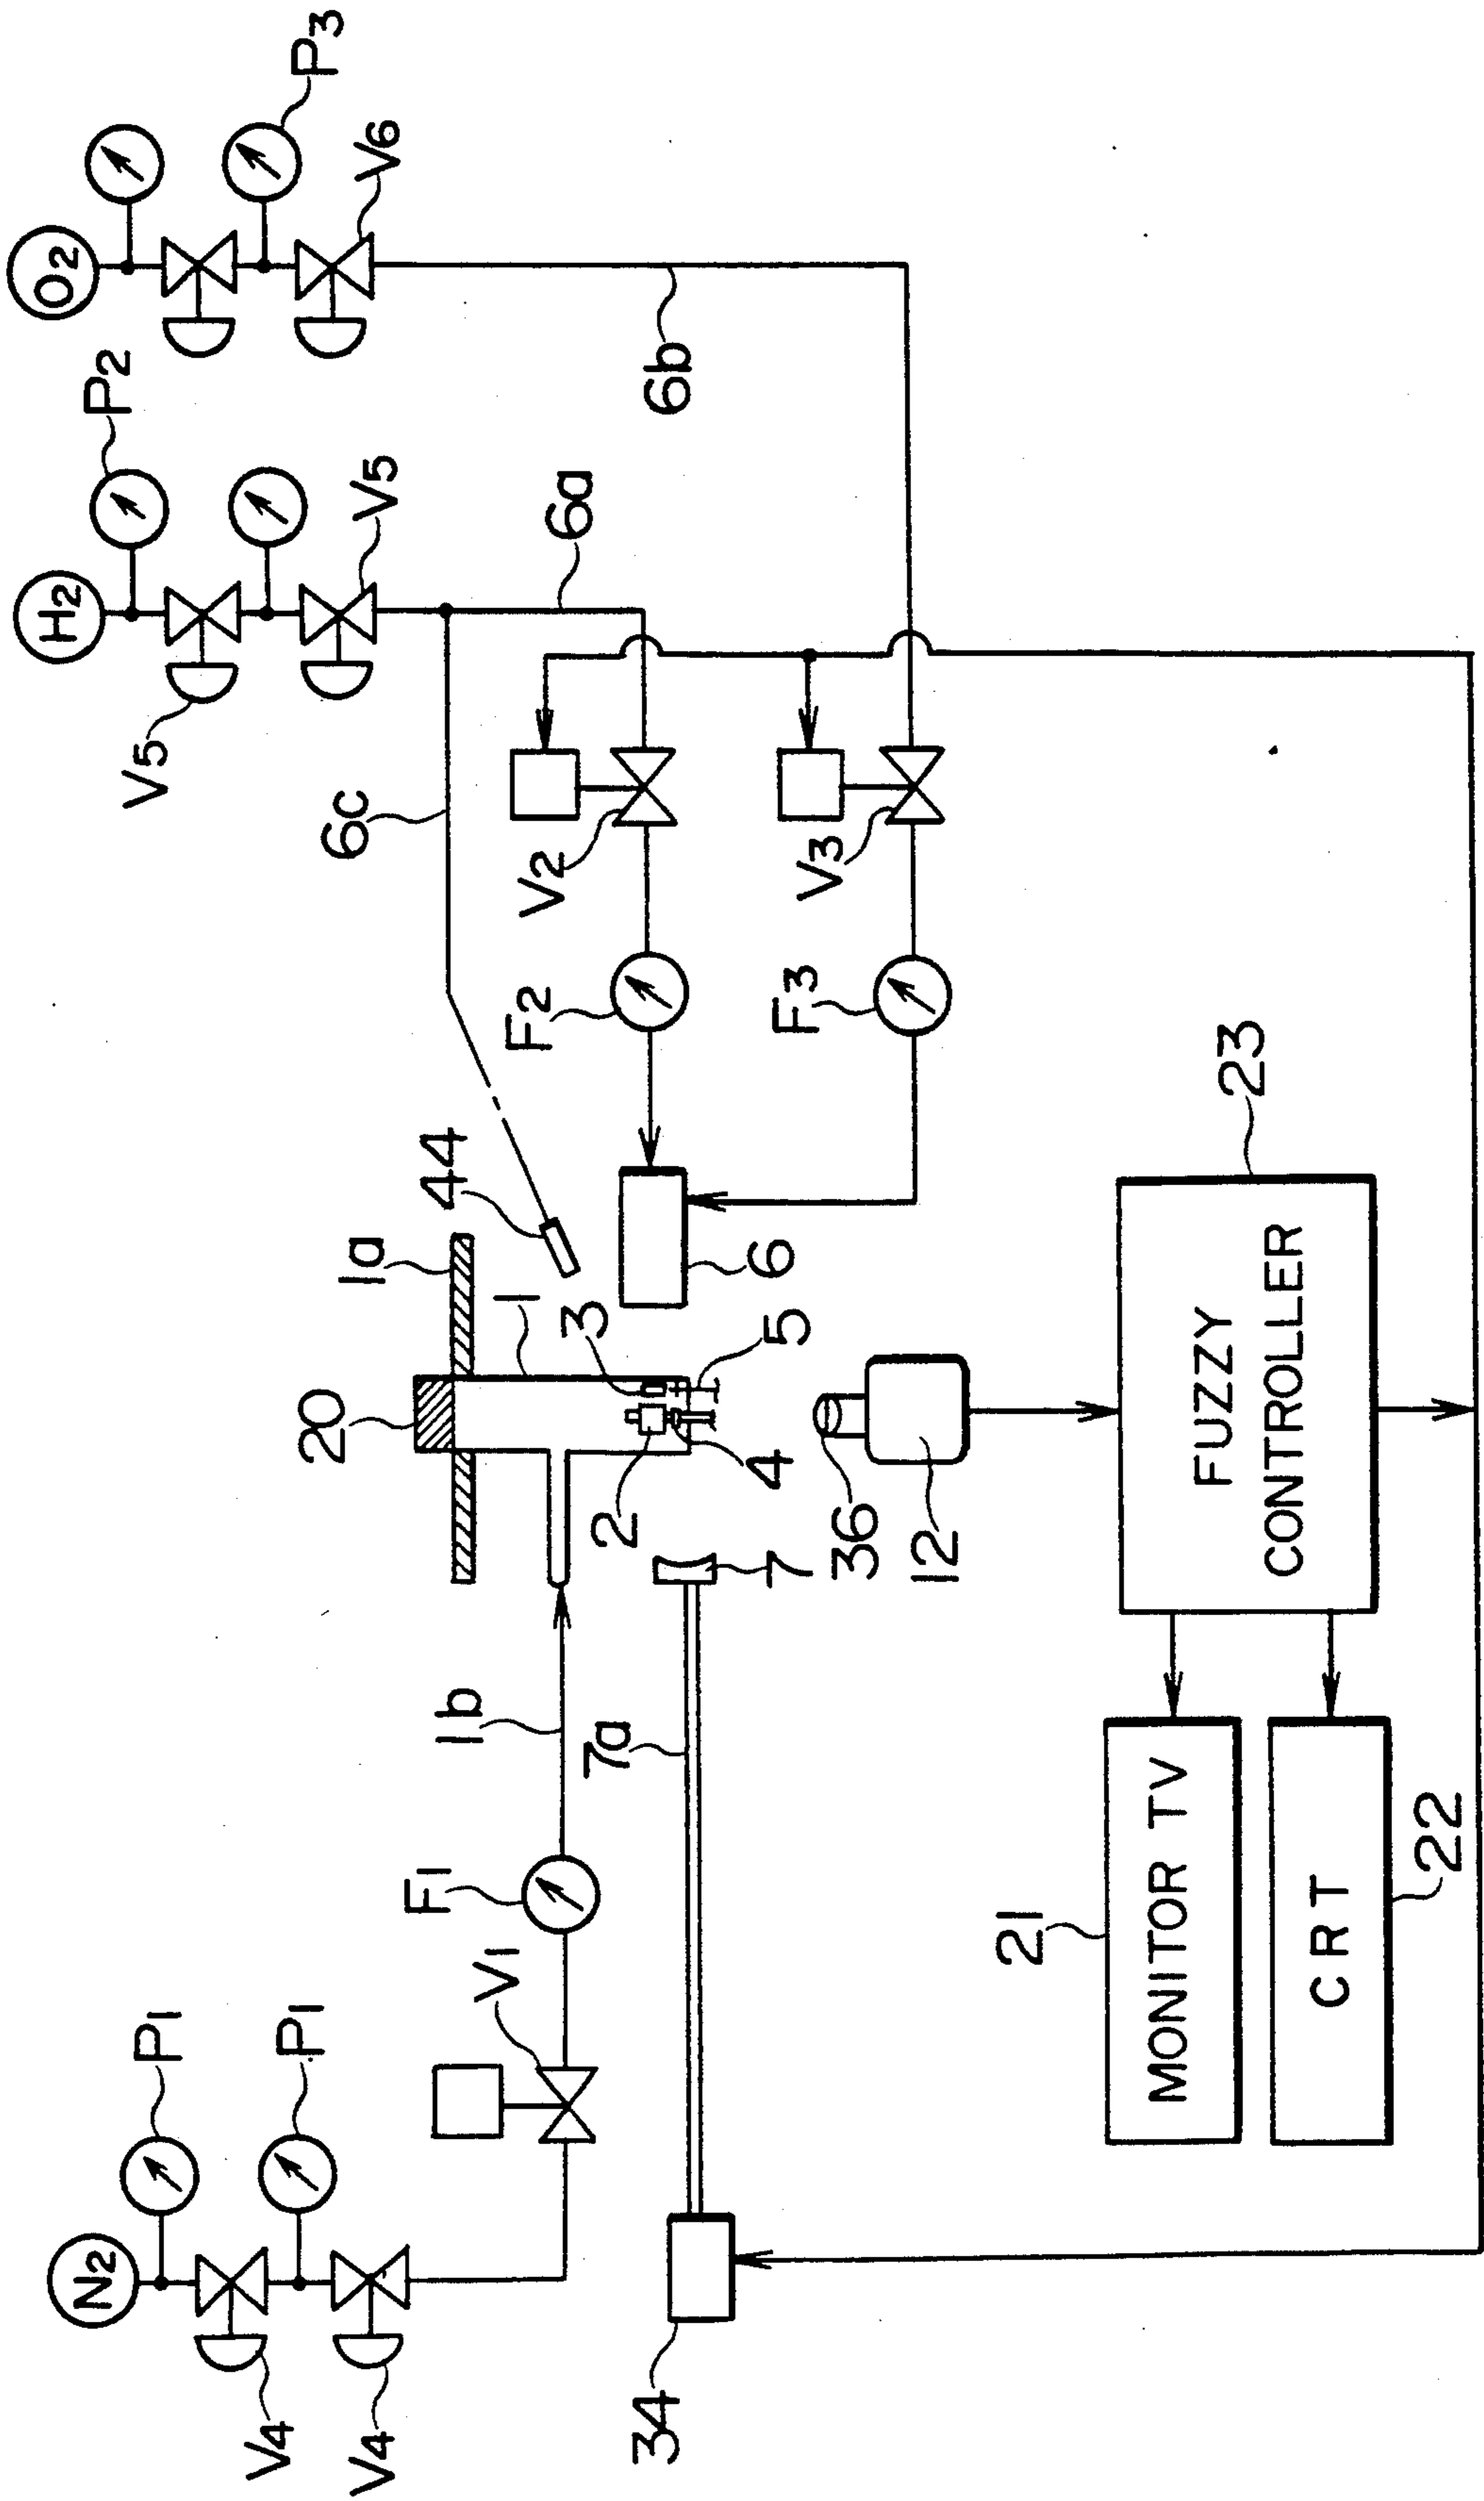 N2
P1
P1
V4
V4
V1
F1
1b
34
7a
7
20
1a
1
2
3
4
5
44
6
36
12
H2
P2
V5
V5
6c
6a
V2
F2
O2
P3
V6
6b
V3
F3
FUZZY
CONTROLLER
23
MONITOR TV
21
CRT
22